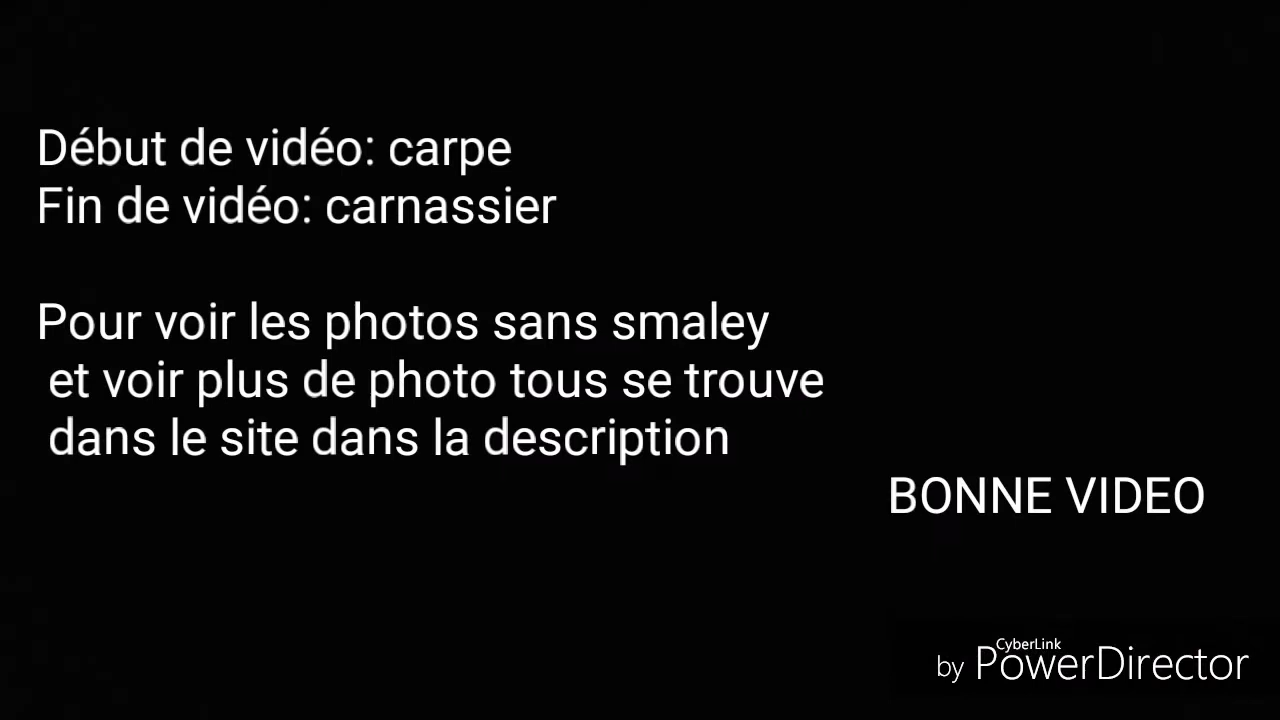 Début de vidéo: carpe
Fin de vidéo: carnassier
Pour voir les photos sans smaley
et voir plus de photo tous se trouve
dans le site dans la description
BONNE VIDEO
CyberLink
by PowerDirector